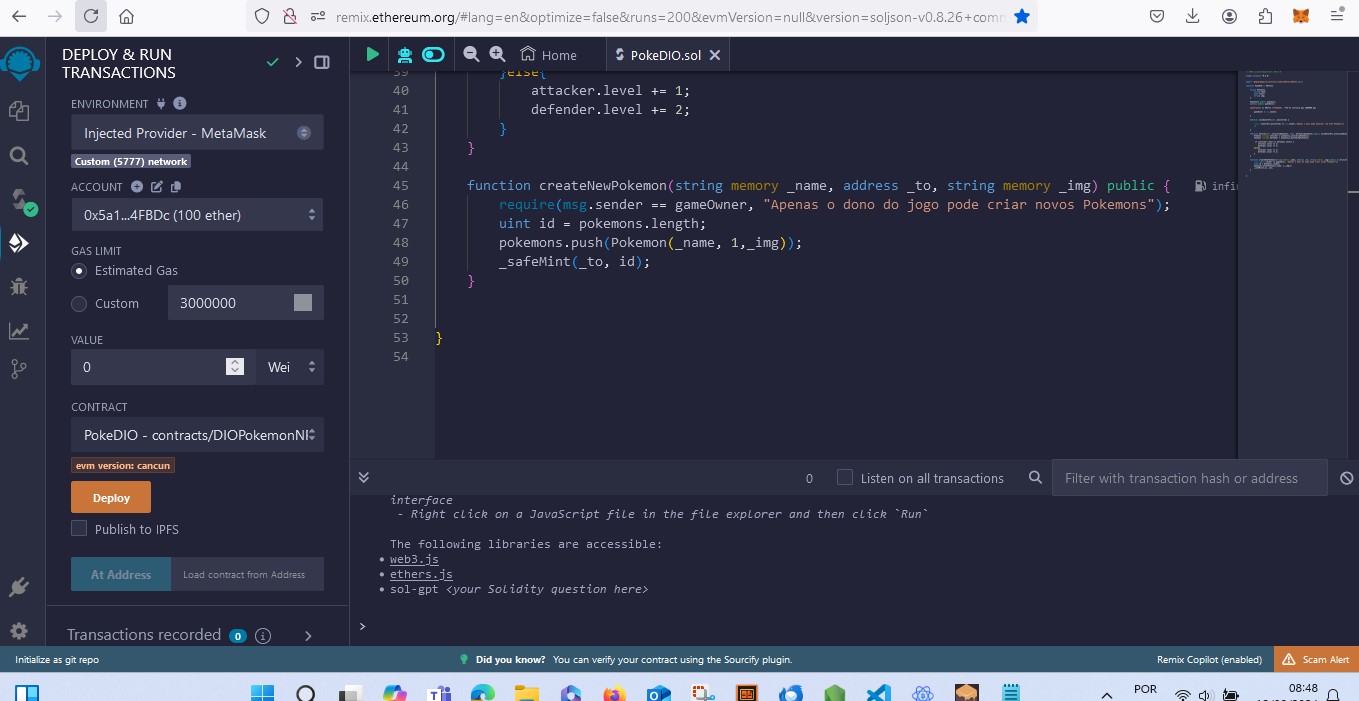 remix.ethereum.org/#lang=en&optimize=false&runs=200&evmVersion=null&version=soljson-v0.8.26+comm
DEPLOY & RUN
TRANSACTIONS
ENVIRONMENT
Injected Provider - MetaMask
Custom (5777) network
ACCOUNT
0x5a1...4FBDc (100 ether)
GAS LIMIT
Estimated Gas
Custom
3000000
VALUE
0
Wei
CONTRACT
PokeDIO - contracts/DIOPokemonNI
evm version: cancun
Deploy
Publish to IPFS
At Address
Load contract from Address
Transactions recorded 0
Home
PokeDIO.sol
39 }else{
40 attacker.level += 1;
41 defender.level += 2;
42 }
43 }
44
45 function createNewPokemon(string memory _name, address _to, string memory _img) public { infi
46 require(msg.sender == gameOwner, "Apenas o dono do jogo pode criar novos Pokemons");
47 uint id = pokemons.length;
48 pokemons.push(Pokemon(_name, 1,_img));
49 _safeMint(_to, id);
50 }
51
52
53 }
54
0
Listen on all transactions
Filter with transaction hash or address
interface
- Right click on a JavaScript file in the file explorer and then click `Run`
The following libraries are accessible:
• web3.js
• ethers.js
• sol-gpt <your Solidity question here>
>
Initialize as git repo
Did you know? You can verify your contract using the Sourcify plugin.
Remix Copilot (enabled)
Scam Alert
POR
08:48